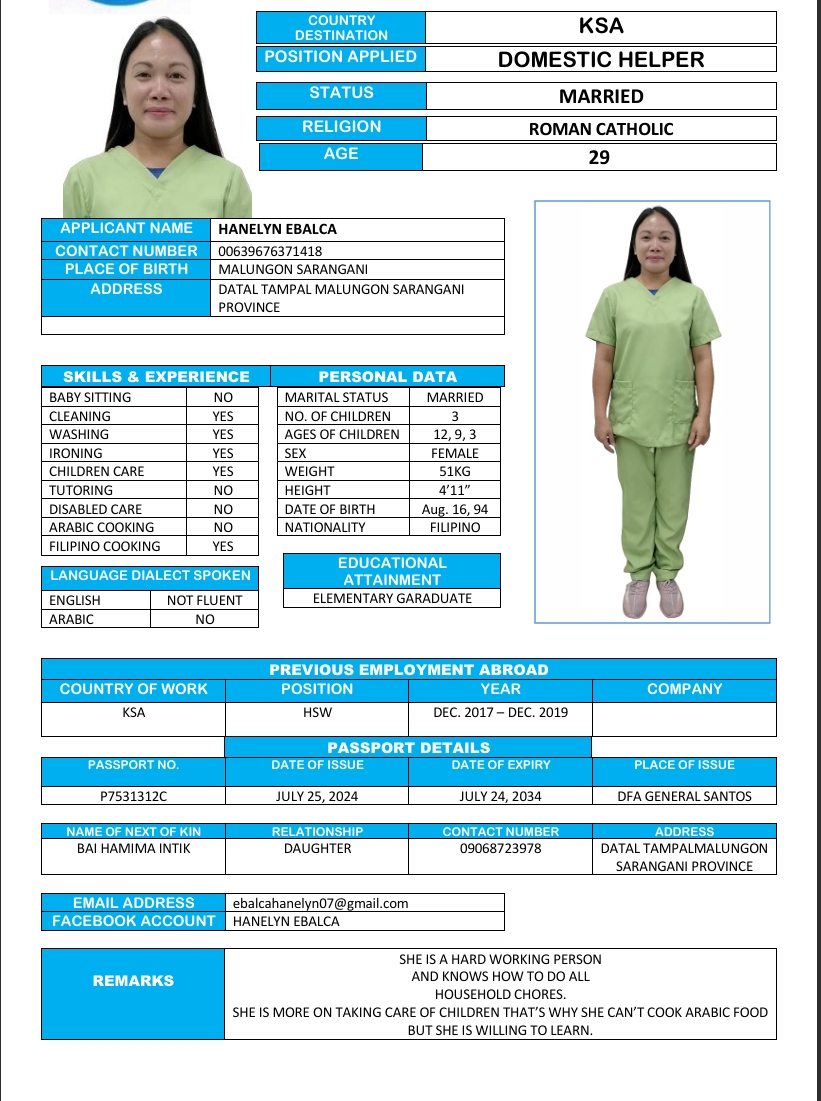 COUNTRY DESTINATION KSA
POSITION APPLIED DOMESTIC HELPER
STATUS MARRIED
RELIGION ROMAN CATHOLIC
AGE 29
APPLICANT NAME HANELYN EBALCA
CONTACT NUMBER 00639676371418
PLACE OF BIRTH MALUNGON SARANGANI
ADDRESS DATAL TAMPAL MALUNGON SARANGANI
PROVINCE
SKILLS & EXPERIENCE
BABY SITTING NO
CLEANING YES
WASHING YES
IRONING YES
CHILDREN CARE YES
TUTORING NO
DISABLED CARE NO
ARABIC COOKING NO
FILIPINO COOKING YES
LANGUAGE DIALECT SPOKEN
ENGLISH NOT FLUENT
ARABIC NO
PERSONAL DATA
MARITAL STATUS MARRIED
NO. OF CHILDREN 3
AGES OF CHILDREN 12, 9, 3
SEX FEMALE
WEIGHT 51KG
HEIGHT 4’11”
DATE OF BIRTH Aug. 16, 94
NATIONALITY FILIPINO
EDUCATIONAL
ATTAINMENT
ELEMENTARY GARADUATE
PREVIOUS EMPLOYMENT ABROAD
COUNTRY OF WORK POSITION YEAR COMPANY
KSA HSW DEC. 2017 – DEC. 2019
PASSPORT DETAILS
PASSPORT NO. DATE OF ISSUE DATE OF EXPIRY PLACE OF ISSUE
P7531312C JULY 25, 2024 JULY 24, 2034 DFA GENERAL SANTOS
NAME OF NEXT OF KIN RELATIONSHIP CONTACT NUMBER ADDRESS
BAI HAMIMA INTIK DAUGHTER 09068723978 DATAL TAMPALMALUNGON
SARANGANI PROVINCE
EMAIL ADDRESS ebalcahanelyn07@gmail.com
FACEBOOK ACCOUNT HANELYN EBALCA
REMARKS
SHE IS A HARD WORKING PERSON
AND KNOWS HOW TO DO ALL
HOUSEHOLD CHORES.
SHE IS MORE ON TAKING CARE OF CHILDREN THAT’S WHY SHE CAN’T COOK ARABIC FOOD
BUT SHE IS WILLING TO LEARN.